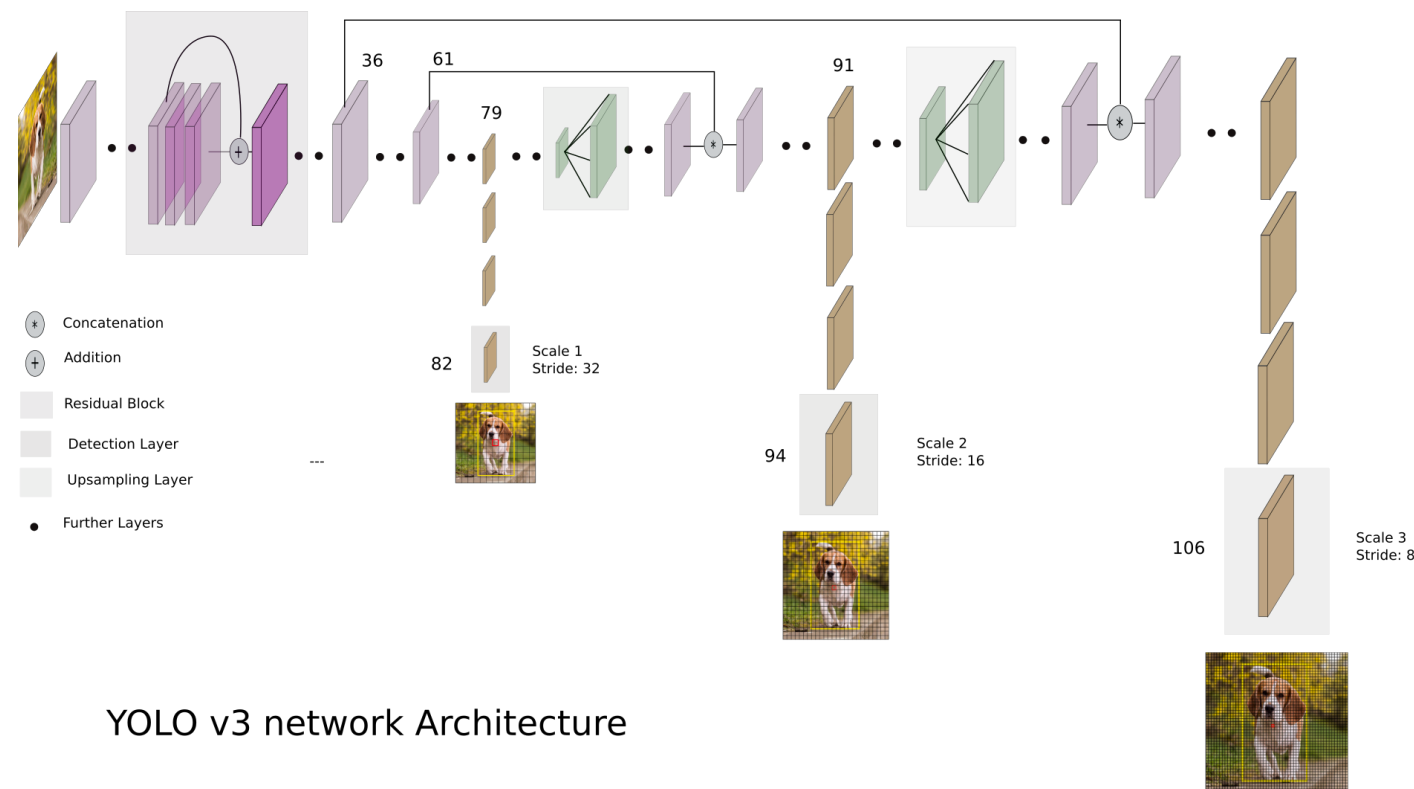 36
61
79
91
*
+
*
*
Concatenation
+
Addition
Residual Block
Detection Layer
Upsampling Layer
Further Layers
---
82
Scale 1
Stride: 32
94
Scale 2
Stride: 16
106
Scale 3
Stride: 8
YOLO v3 network Architecture